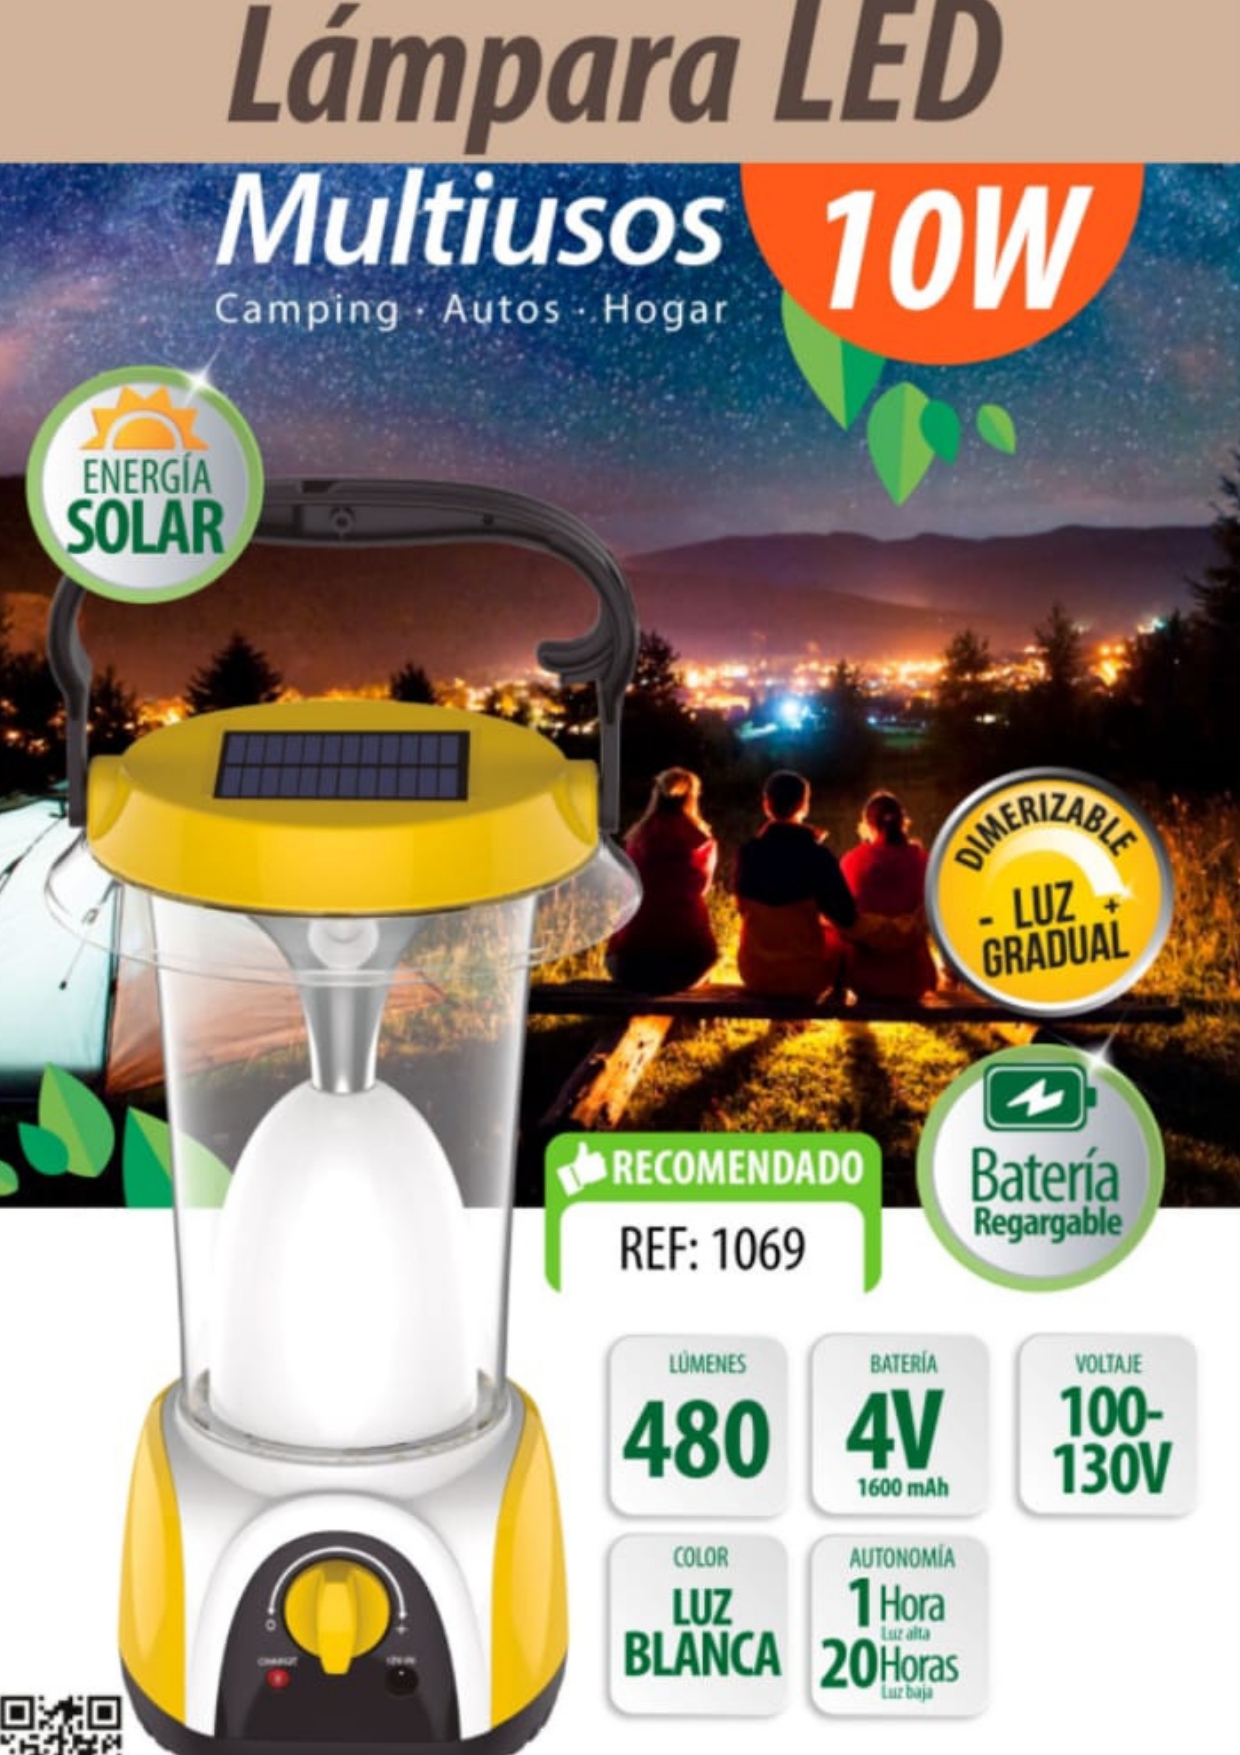 Lámpara LED
Multiusos
10W
Camping · Autos · Hogar
ENERGÍA
SOLAR
DIMERIZABLE
- LUZ +
GRADUAL
Batería
Regargable
RECOMENDADO
REF: 1069
LÚMENES
480
BATERÍA
4V
1600 mAh
VOLTAJE
100-
130V
COLOR
LUZ
BLANCA
AUTONOMÍA
1 Hora
Luz alta
20 Horas
Luz baja
O +
CHARGE
12V IN